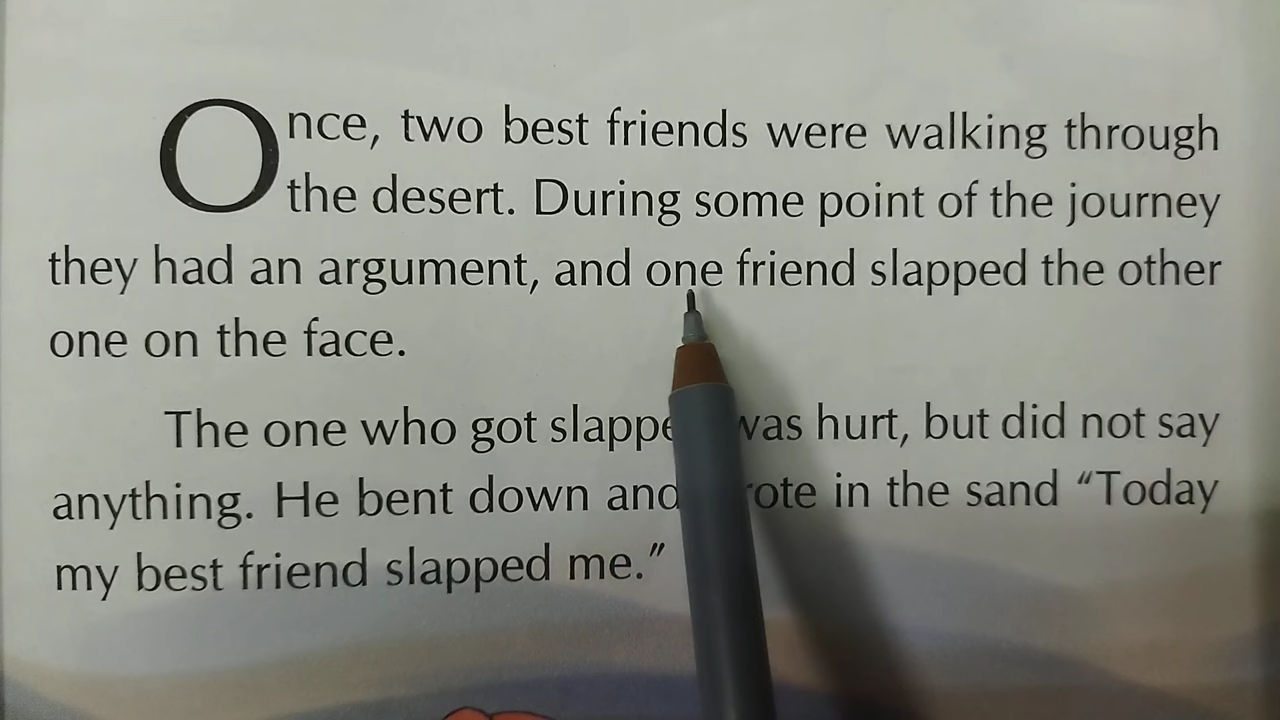 Once, two best friends were walking through
the desert. During some point of the journey
they had an argument, and one friend slapped the other
one on the face.
The one who got was hurt, but did not say
anything. He bent down and in the sand “Today
my best friend slapped me.”